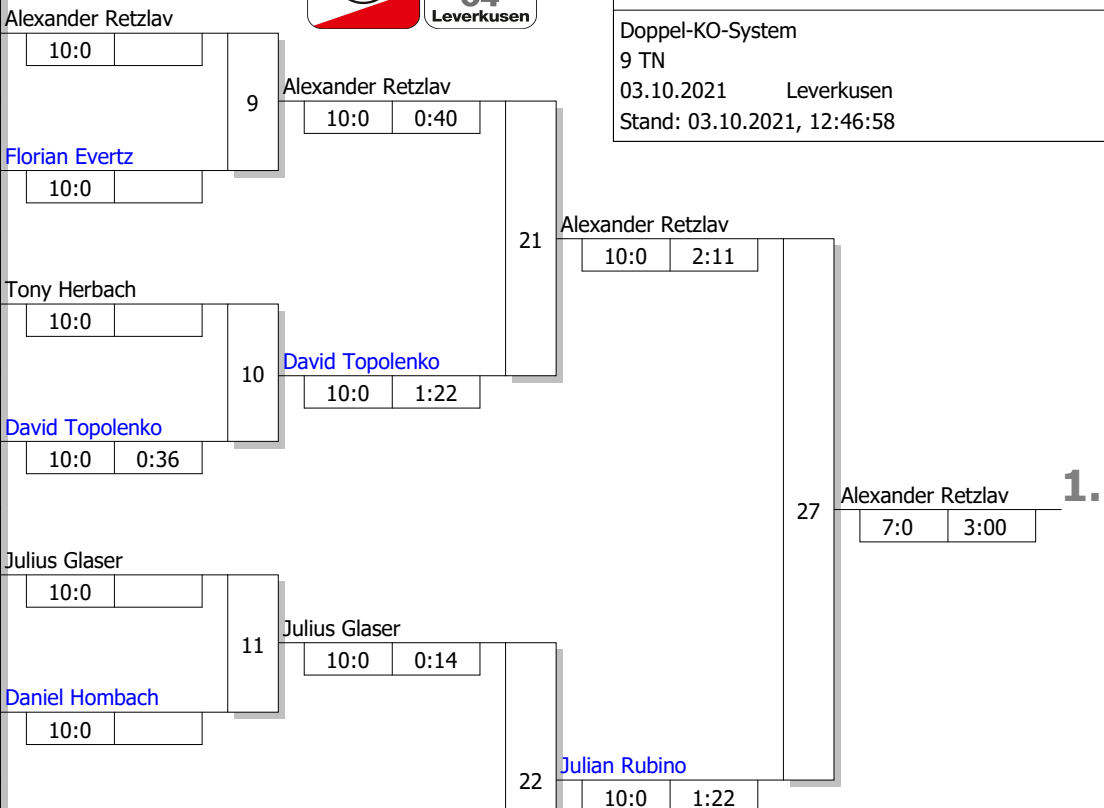 Leverkusen
Doppel-KO-System
9 TN
03.10.2021 Leverkusen
Stand: 03.10.2021, 12:46:58
Alexander Retzlav
10:0
9
Florian Evertz
10:0
Alexander Retzlav
10:0 0:40
21
Tony Herbach
10:0
10
David Topolenko
10:0 0:36
David Topolenko
10:0 1:22
Alexander Retzlav
10:0 2:11
27
Alexander Retzlav
7:0 3:00
1.
Julius Glaser
10:0
11
Daniel Hombach
10:0
Julius Glaser
10:0 0:14
22
Julian Rubino
10:0 1:22